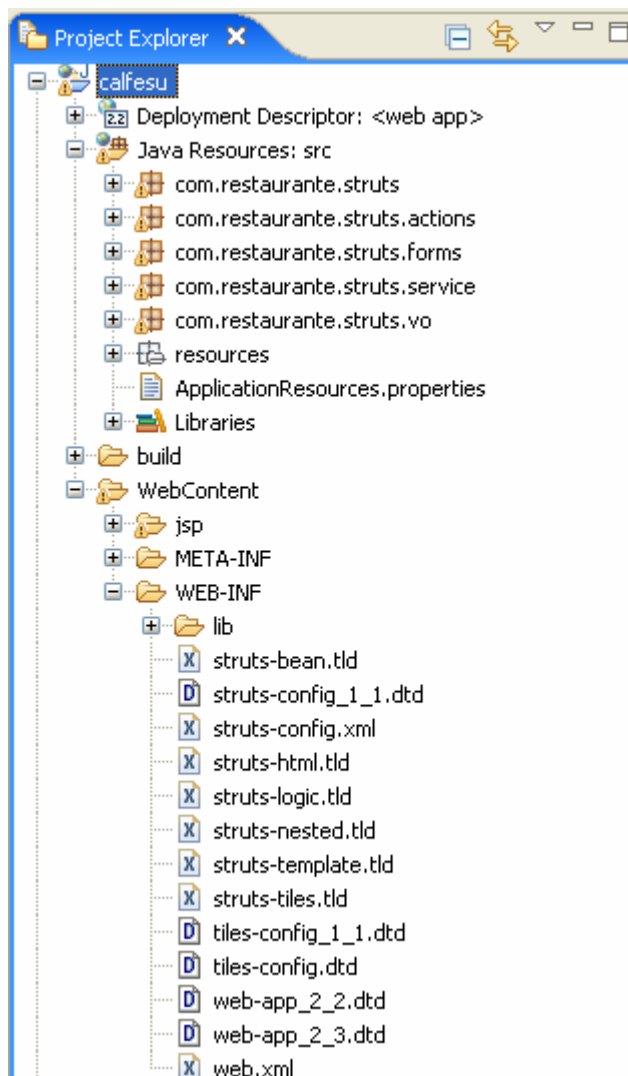 Project Explorer
calfesu
2.2 Deployment Descriptor: <web app>
Java Resources: src
com.restaurante.struts
com.restaurante.struts.actions
com.restaurante.struts.forms
com.restaurante.struts.service
com.restaurante.struts.vo
resources
ApplicationResources.properties
Libraries
build
WebContent
jsp
META-INF
WEB-INF
lib
X struts-bean.tld
D struts-config_1_1.dtd
X struts-config.xml
X struts-html.tld
X struts-logic.tld
X struts-nested.tld
X struts-template.tld
X struts-tiles.tld
D tiles-config_1_1.dtd
D tiles-config.dtd
D web-app_2_2.dtd
D web-app_2_3.dtd
X web.xml